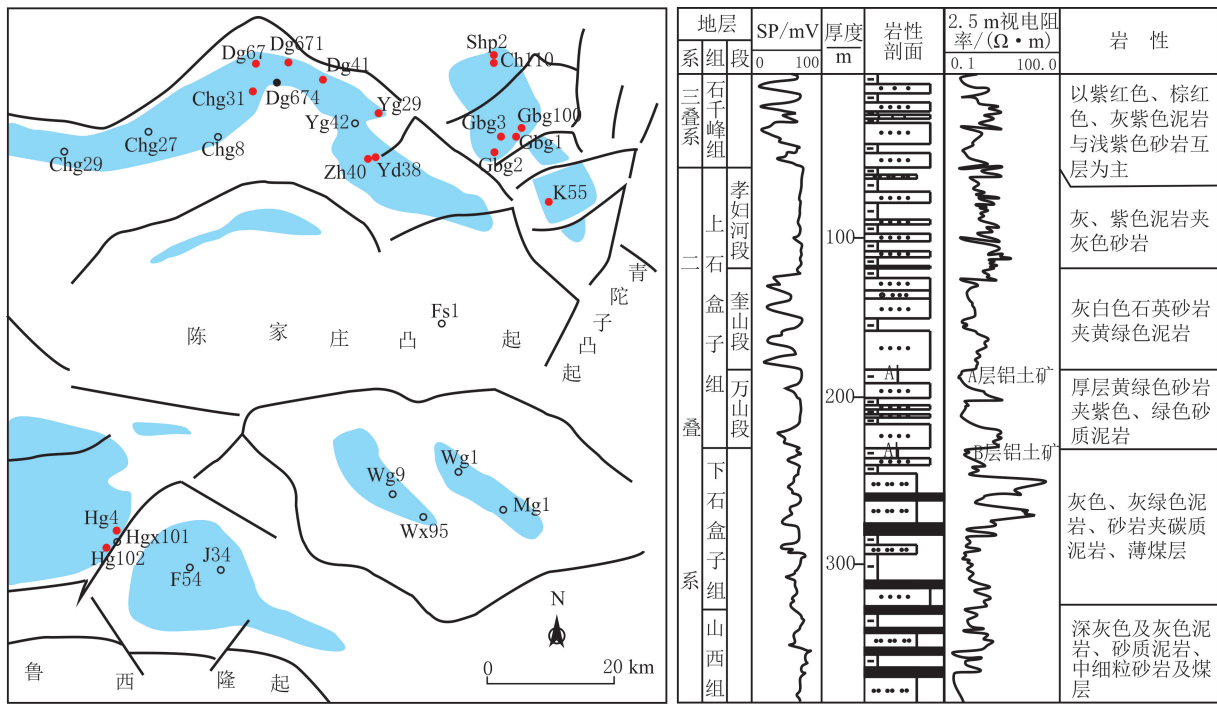 Dg671
Dg67
Dg41
Dg674
Chg31
Yg29
Yg42
Chg27
Chg8
Chg29
Zh40
Yd38
Shp2
Ch110
Gbg100
Gbg3
Gbg1
Gbg2
K55
Fs1
陈家庄凸起
青陀子凸起
Wg9
Wg1
Wx95
Mg1
Hg4
Hgx101
Hg102
J34
F54
N
0 20 km
鲁西隆起
地层
系 组 段
SP/mV
0 100
厚度
m
岩性
剖面
2.5 m视电阻
率/(Ω·m)
0.1 100.0
岩 性
三叠系
石千峰组
二叠系
上石盒子组
孝妇河段
奎山段
万山段
下石盒子组
山西组
100
200
300
Al
A层铝土矿
Al
B层铝土矿
以紫红色、棕红
色、灰紫色泥岩
与浅紫色砂岩互
层为主
灰、紫色泥岩夹
灰色砂岩
灰白色石英砂岩
夹黄绿色泥岩
厚层黄绿色砂岩
夹紫色、绿色砂
质泥岩
灰色、灰绿色泥
岩、砂岩夹碳质
泥岩、薄煤层
深灰色及灰色泥
岩、砂质泥岩、
中细粒砂岩及煤
层